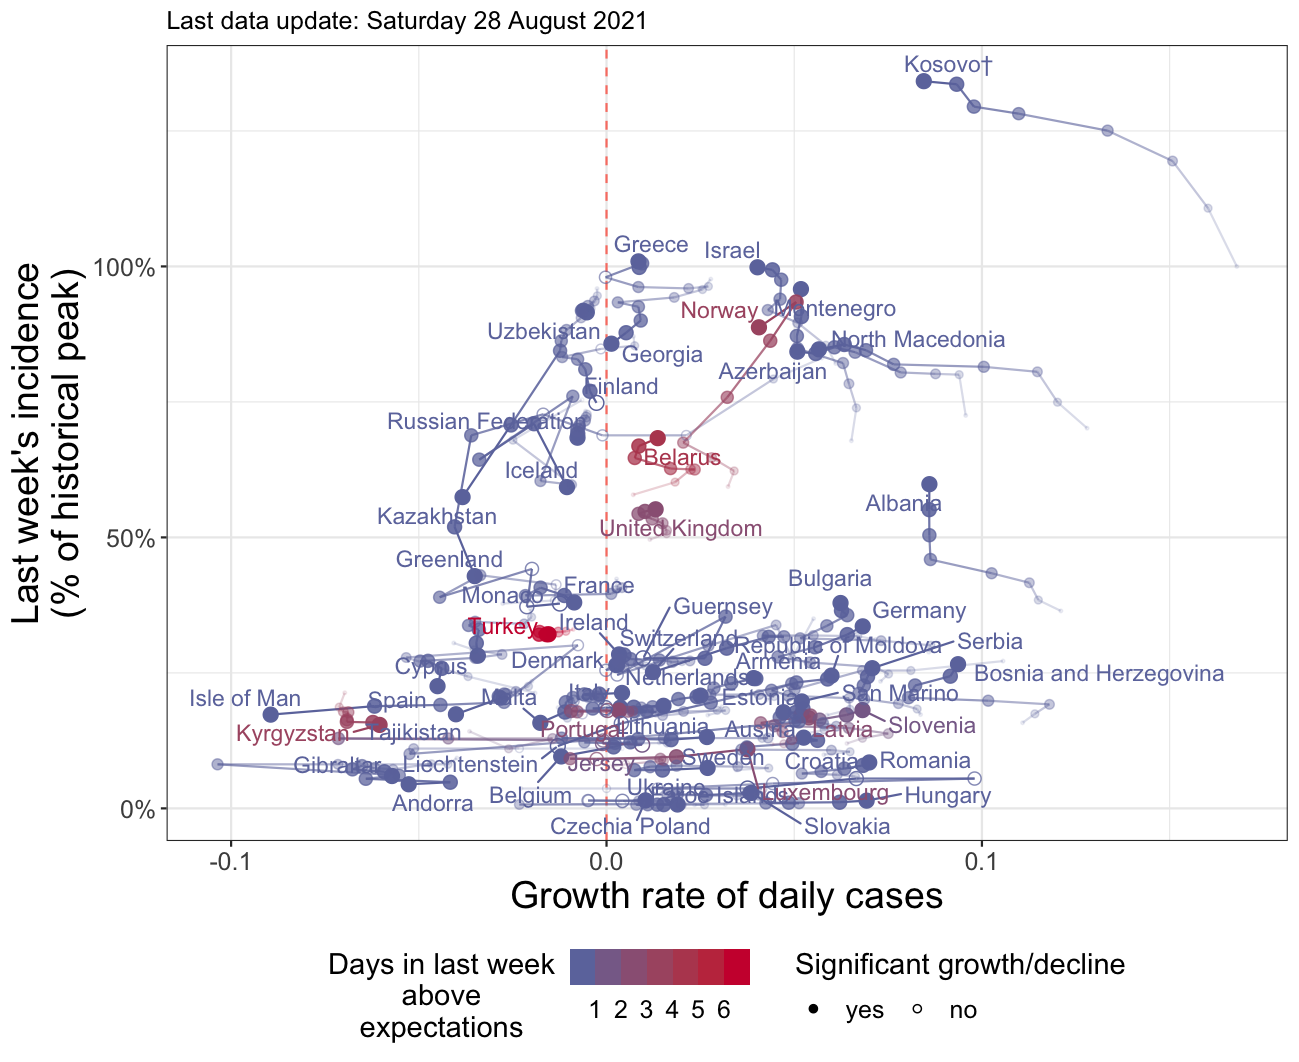 Last data update: Saturday 28 August 2021
Kosovo†
Greece
Israel
100%
Norway
Montenegro
Uzbekistan
North Macedonia
Georgia
Azerbaijan
Finland
Russian Federation
Belarus
Iceland
Albania
Kazakhstan
United Kingdom
50%
Greenland
Monaco
France
Bulgaria
Guernsey
Germany
Turkey
Ireland
Switzerland
Republic of Moldova
Serbia
Cyprus
Denmark
Netherlands
Armenia
Bosnia and Herzegovina
Isle of Man
Spain
Malta
Italy
Estonia
San Marino
Kyrgyzstan
Tajikistan
Portugal
Lithuania
Austria
Latvia
Slovenia
Gibraltar
Liechtenstein
Jersey
Sweden
Croatia
Romania
Andorra
Belgium
Ukraine
Luxembourg
Hungary
0%
Czechia
Poland
Slovakia
-0.1
0.0
0.1
Growth rate of daily cases
Last week's incidence
(% of historical peak)
Days in last week
above
expectations
1 2 3 4 5 6
Significant growth/decline
yes
no